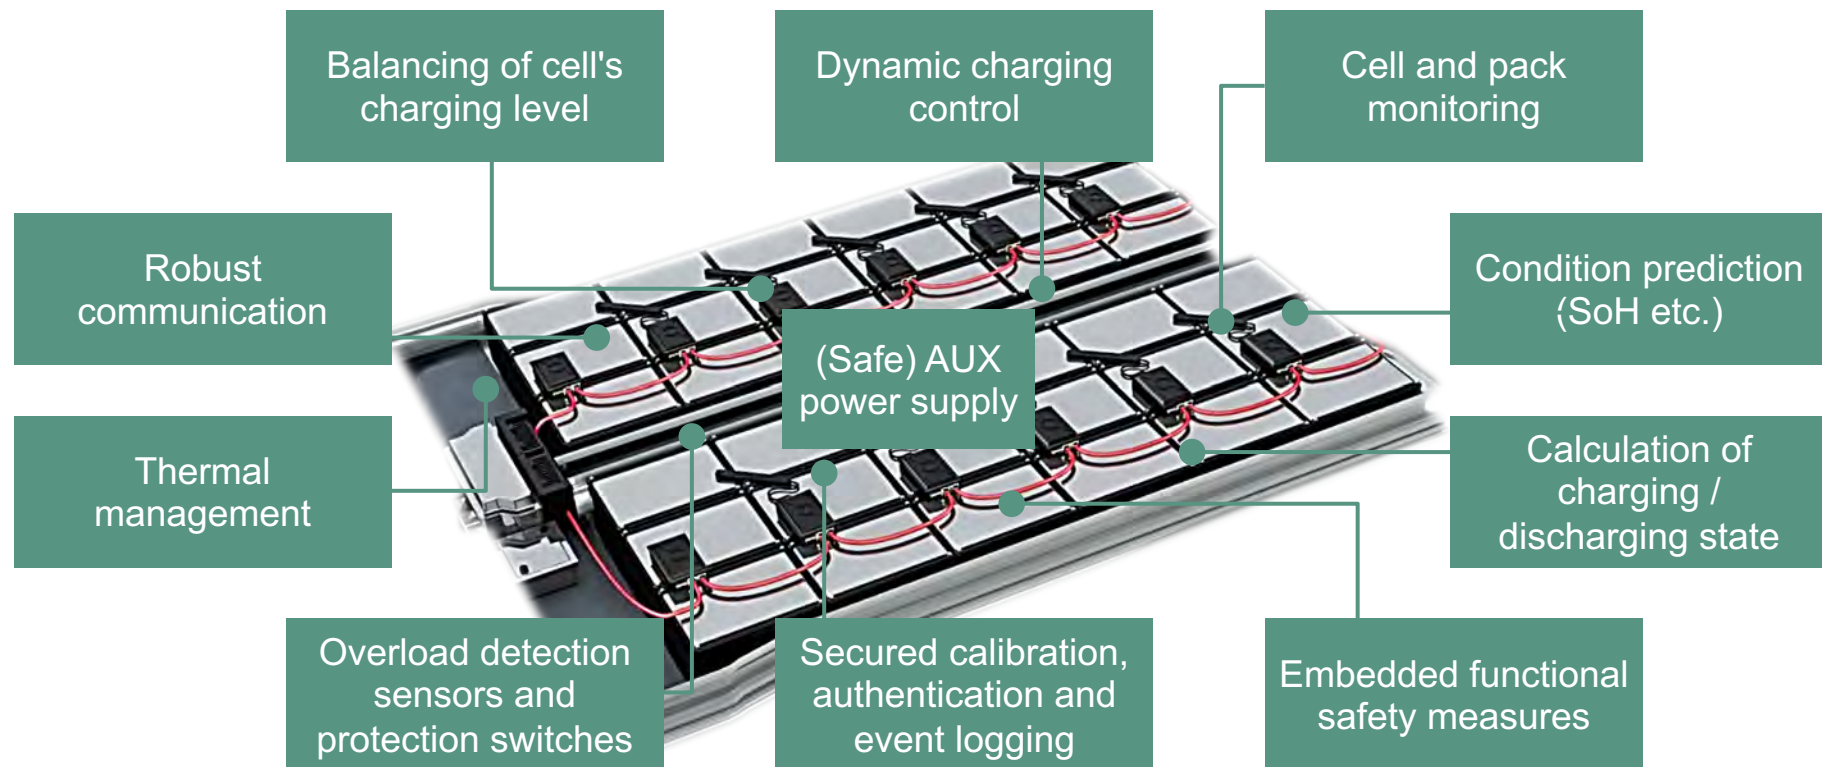 Balancing of cell's
charging level
Dynamic charging
control
Cell and pack
monitoring
Robust
communication
Condition prediction
(SoH etc.)
(Safe) AUX
power supply
Thermal
management
Calculation of
charging /
discharging state
Overload detection
sensors and
protection switches
Secured calibration,
authentication and
event logging
Embedded functional
safety measures